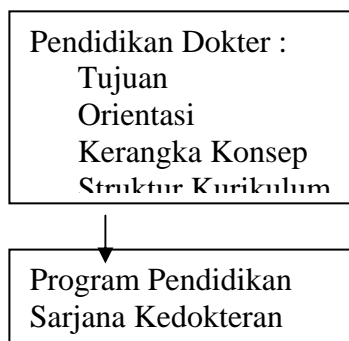 Pendidikan Dokter :
Tujuan
Orientasi
Kerangka Konsep
Struktur Kurikulum
Program Pendidikan
Sarjana Kedokteran